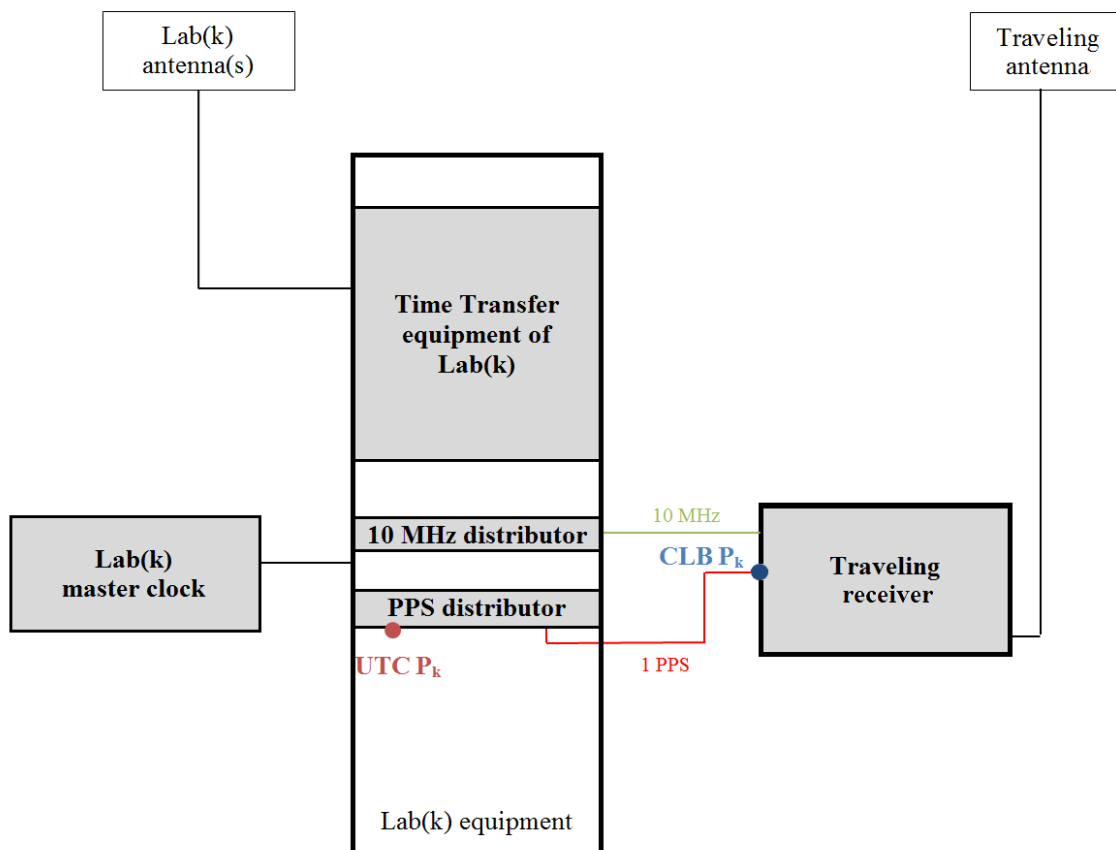 Lab(k)
antenna(s)
Traveling
antenna
Time Transfer
equipment of
Lab(k)
10 MHz distributor
10 MHz
Lab(k)
master clock
CLB Pₖ
Traveling
receiver
PPS distributor
UTC Pₖ
1 PPS
Lab(k) equipment